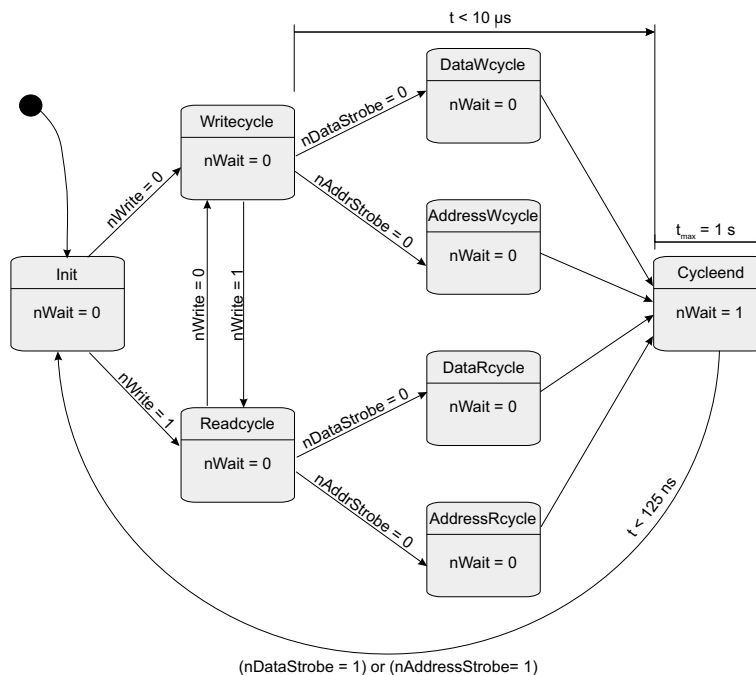 t < 10 µs
DataWcycle
nWait = 0
Writecycle
nWait = 0
nDataStrobe = 0
nWrite = 0
nAddrStrobe = 0
AddressWcycle
nWait = 0
tmax = 1 s
Init
nWait = 0
Cycleend
nWait = 1
nWrite = 0
nWrite = 1
nWrite = 1
DataRcycle
nWait = 0
Readcycle
nWait = 0
nDataStrobe = 0
nAddrStrobe = 0
AddressRcycle
nWait = 0
t < 125 ns
(nDataStrobe = 1) or (nAddressStrobe= 1)